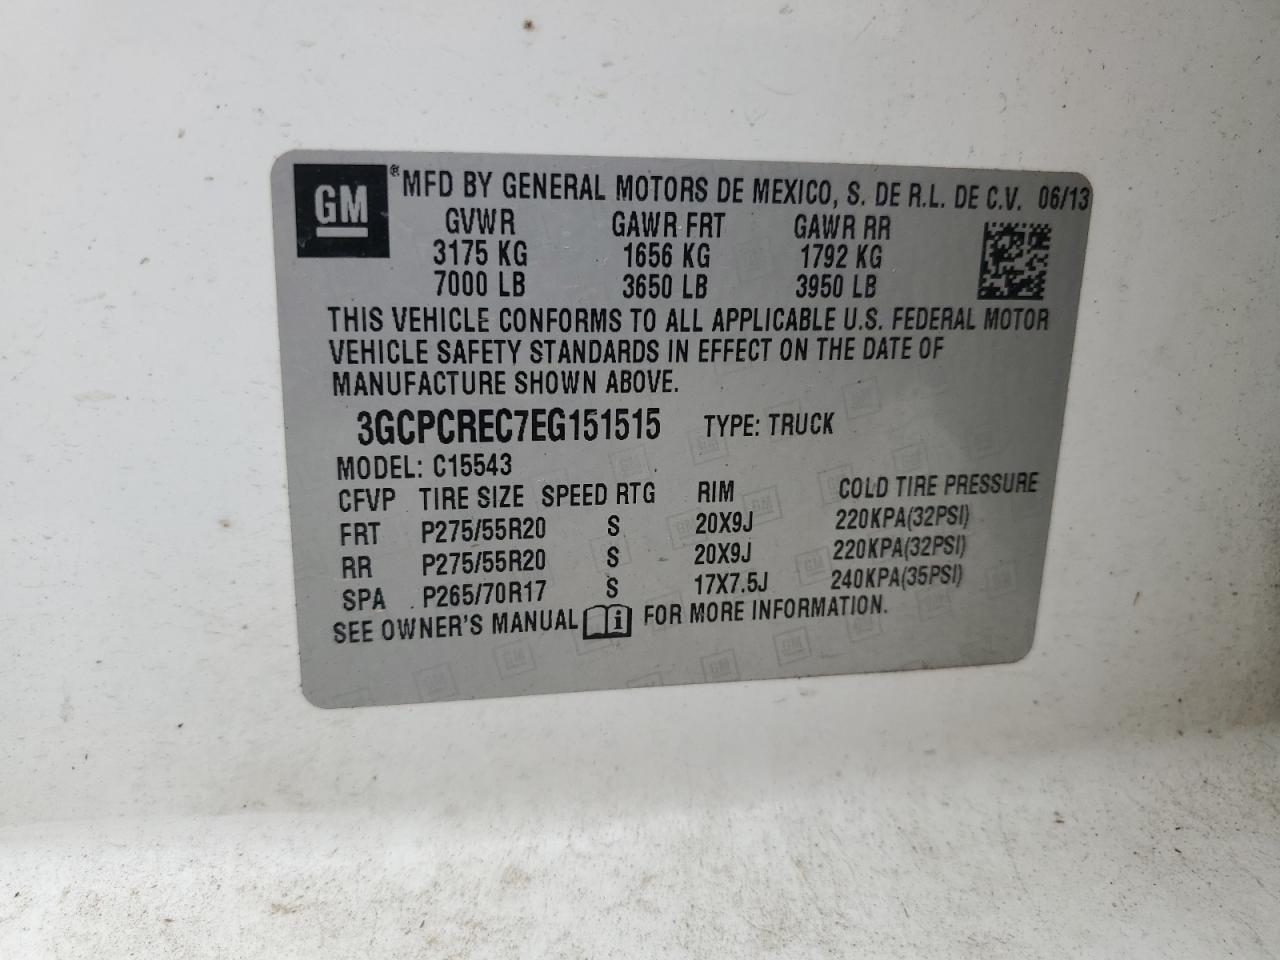 GM ® MFD BY GENERAL MOTORS DE MEXICO, S. DE R.L. DE C.V. 06/13
GVWR GAWR FRT GAWR RR
3175 KG 1656 KG 1792 KG
7000 LB 3650 LB 3950 LB
THIS VEHICLE CONFORMS TO ALL APPLICABLE U.S. FEDERAL MOTOR
VEHICLE SAFETY STANDARDS IN EFFECT ON THE DATE OF
MANUFACTURE SHOWN ABOVE.
3GCPCREC7EG151515 TYPE: TRUCK
MODEL: C15543
CFVP TIRE SIZE SPEED RTG RIM COLD TIRE PRESSURE
FRT P275/55R20 S 20X9J 220KPA(32PSI)
RR P275/55R20 S 20X9J 220KPA(32PSI)
SPA P265/70R17 S 17X7.5J 240KPA(35PSI)
SEE OWNER'S MANUAL i FOR MORE INFORMATION.